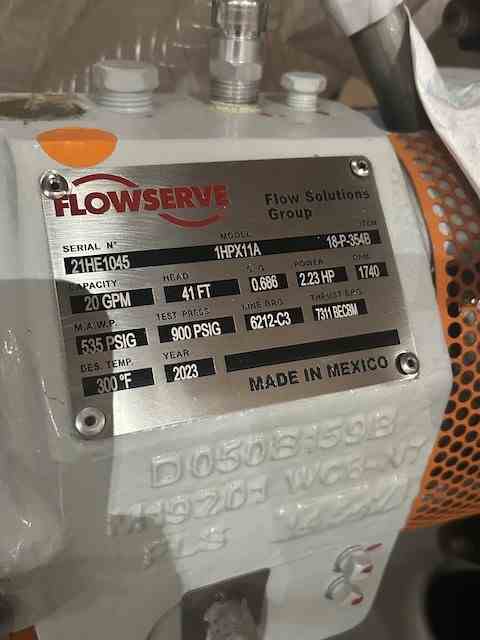 FLOWSERVE
Flow Solutions
Group
SERIAL Nº MODEL ITEM
21HE1045 1HPX11A 18-P-354B
CAPACITY HEAD S.G. POWER RPM
20 GPM 41 FT 0.686 2.23 HP 1740
M.A.W.P. TEST PRESS LINE BRG. THRUST BRG.
535 PSIG 900 PSIG 6212-C3 7311 BECBM
DES. TEMP. YEAR
300 °F 2023
MADE IN MEXICO
D050B159B